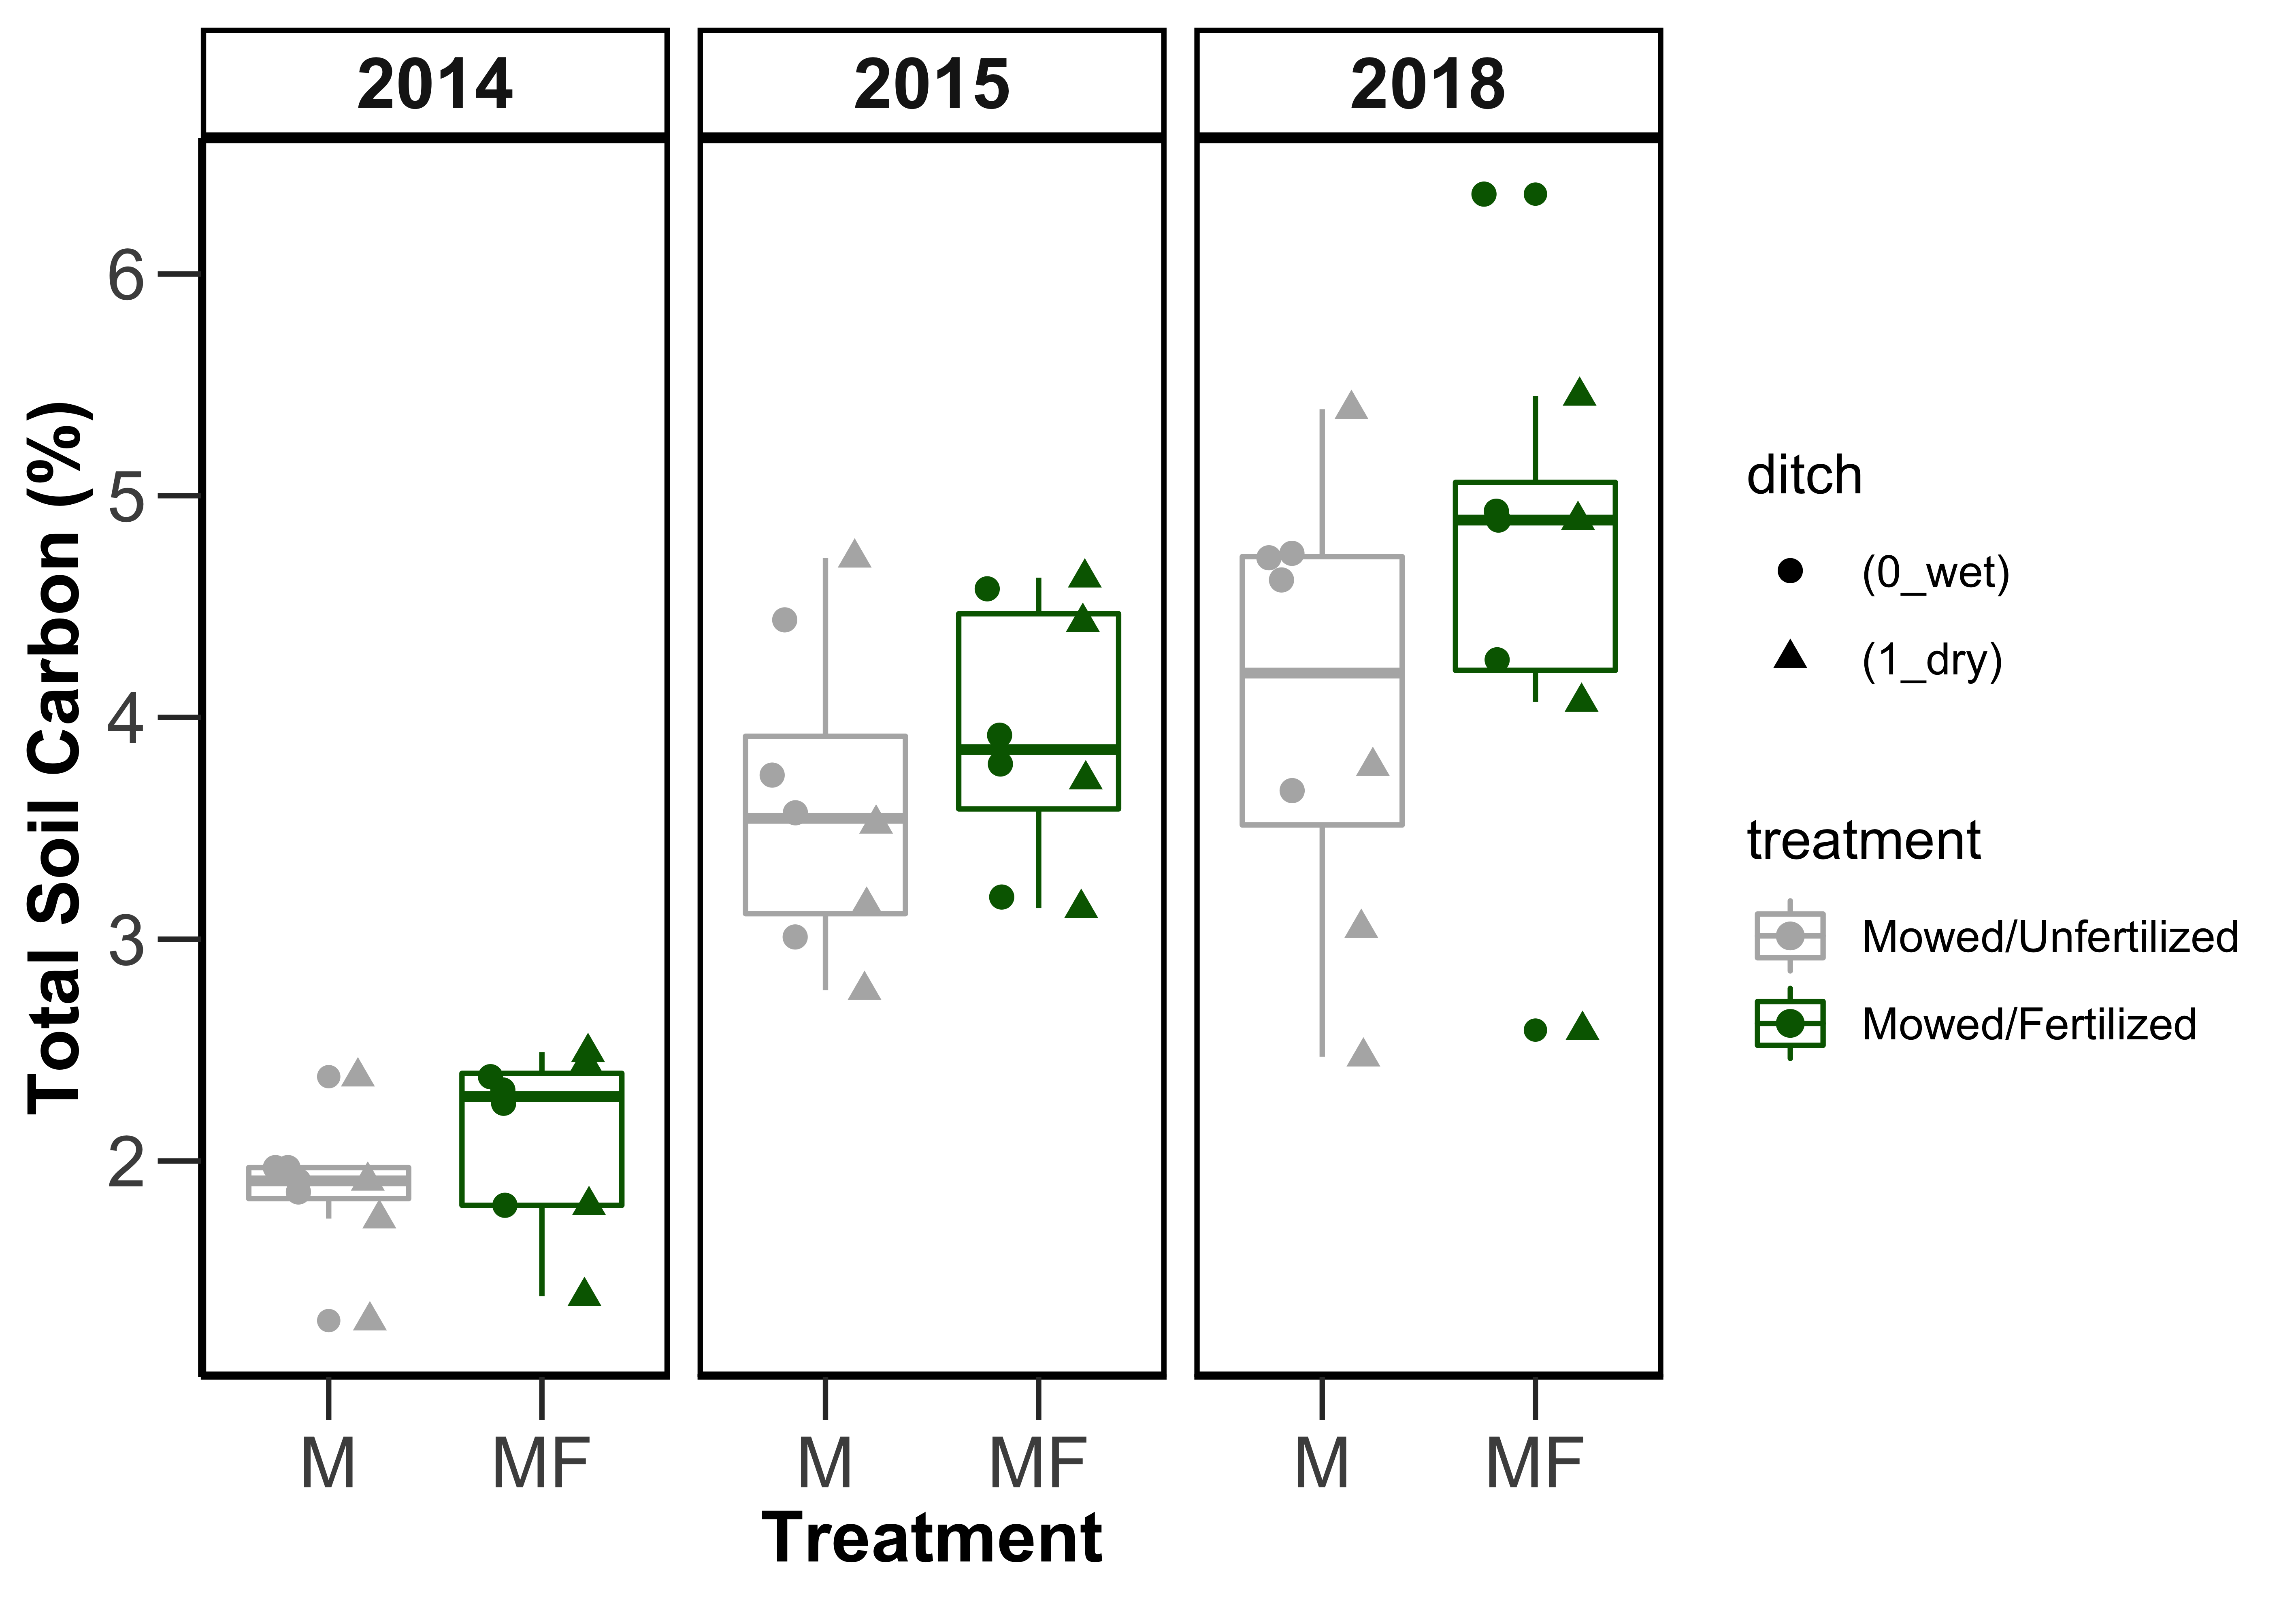 2014 2015 2018
Total Soil Carbon (%)
6
5
4
3
2
M MF M MF M MF
Treatment
ditch
(0_wet)
(1_dry)
treatment
Mowed/Unfertilized
Mowed/Fertilized